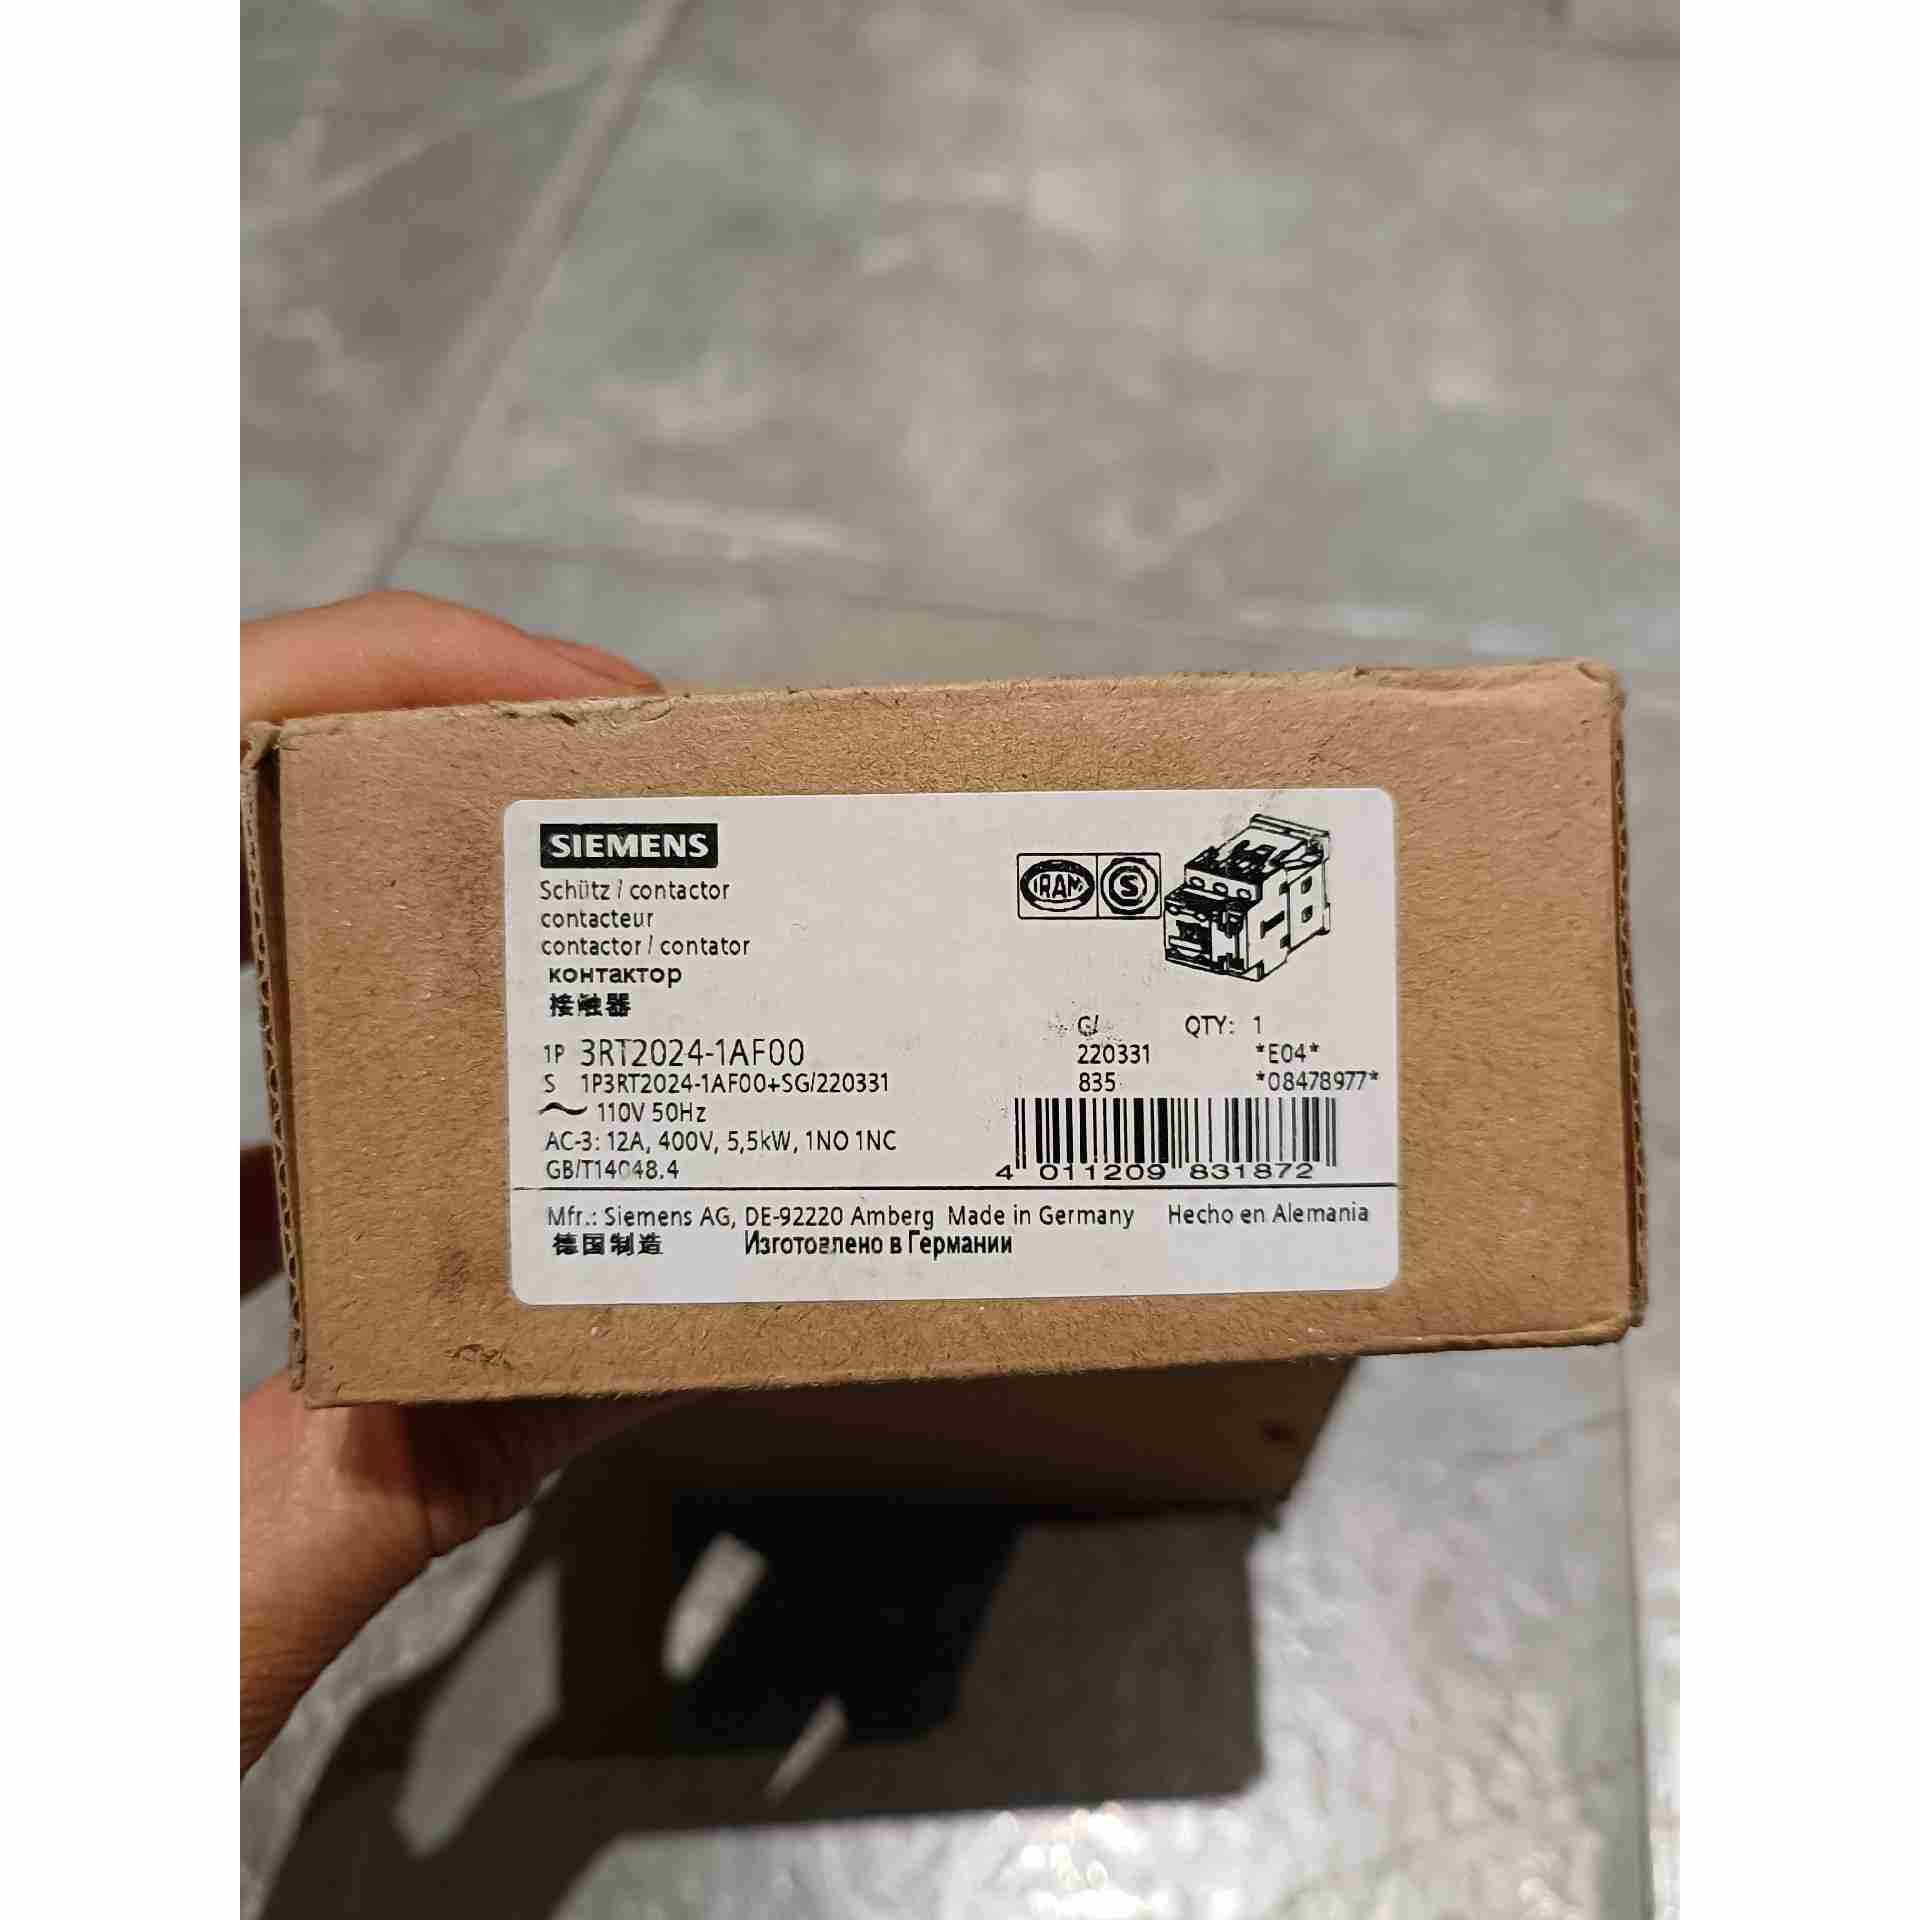 SIEMENS
Schütz / contactor
contacteur
contactor / contator
контактор
接触器
IRAM S
G/ QTY: 1
1P 3RT2024-1AF00 220331 *E04*
S 1P3RT2024-1AF00+SG/220331 835 *08478977*
~ 110V 50Hz
AC-3: 12A, 400V, 5,5kW, 1NO 1NC
GB/T14048.4 4 011209 831872
Mfr.: Siemens AG, DE-92220 Amberg Made in Germany Hecho en Alemania
德国制造 Изготовлено в Германии